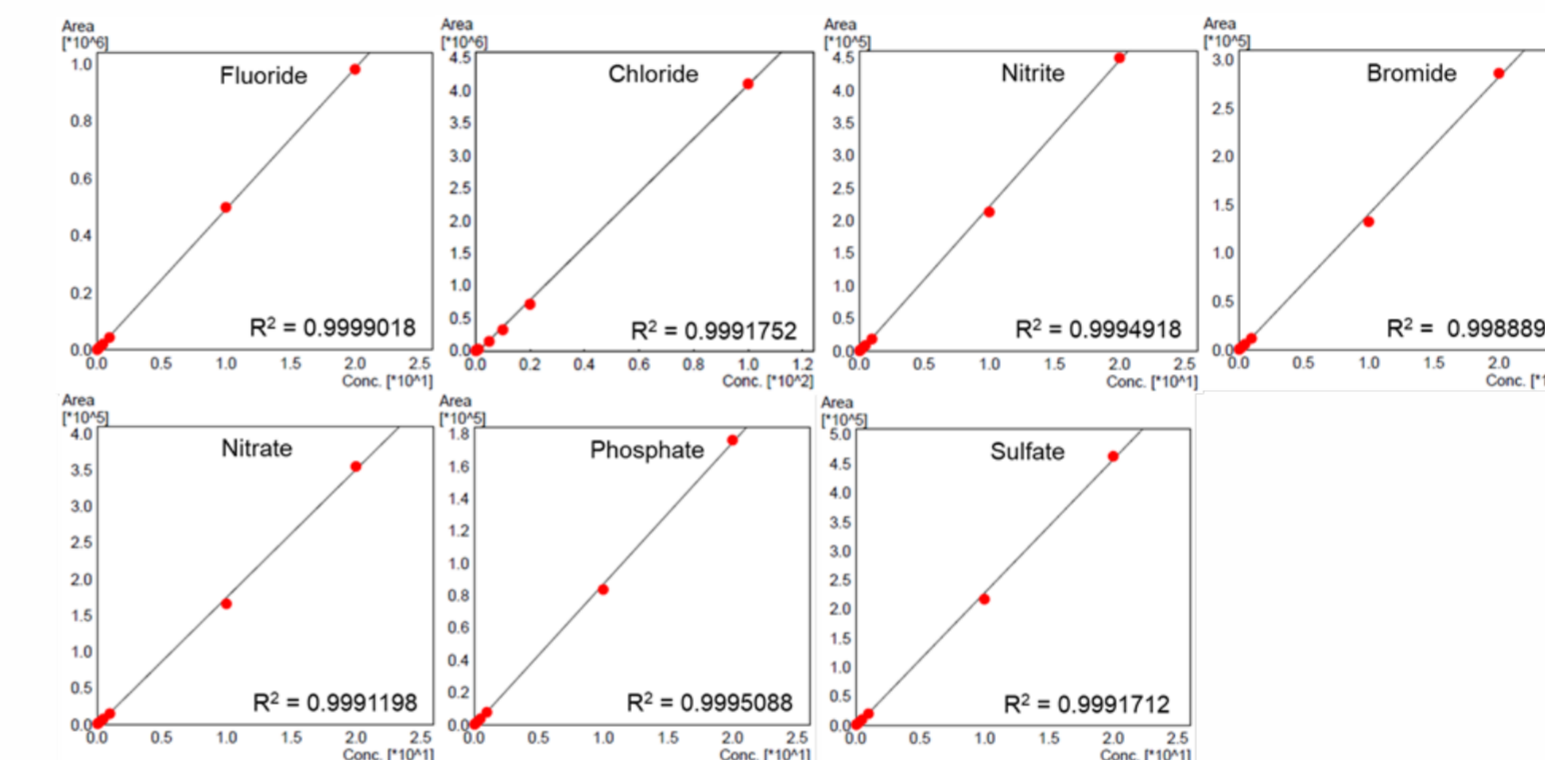 Area
[*10^6]
Fluoride
1.0
0.8
0.6
0.4
0.2
0.0
R² = 0.9999018
0.0 0.5 1.0 1.5 2.0 2.5
Conc. [*10^1]
Area
[*10^6]
Chloride
4.5
4.0
3.5
3.0
2.5
2.0
1.5
1.0
0.5
0.0
R² = 0.9991752
0.0 0.2 0.4 0.6 0.8 1.0 1.2
Conc. [*10^2]
Area
[*10^5]
Nitrite
4.5
4.0
3.5
3.0
2.5
2.0
1.5
1.0
0.5
0.0
R² = 0.9994918
0.0 0.5 1.0 1.5 2.0 2.5
Conc. [*10^1]
Area
[*10^5]
Bromide
3.0
2.5
2.0
1.5
1.0
0.5
0.0
R² = 0.998889
0.0 0.5 1.0 1.5 2.0
Conc. [*1
Area
[*10^5]
Nitrate
4.0
3.5
3.0
2.5
2.0
1.5
1.0
0.5
0.0
R² = 0.9991198
0.0 0.5 1.0 1.5 2.0 2.5
Conc. [*10^1]
Area
[*10^5]
Phosphate
1.8
1.6
1.4
1.2
1.0
0.8
0.6
0.4
0.2
0.0
R² = 0.9995088
0.0 0.5 1.0 1.5 2.0 2.5
Conc. [*10^1]
Area
[*10^5]
Sulfate
5.0
4.5
4.0
3.5
3.0
2.5
2.0
1.5
1.0
0.5
0.0
R² = 0.9991712
0.0 0.5 1.0 1.5 2.0 2.5
Conc. [*10^1]